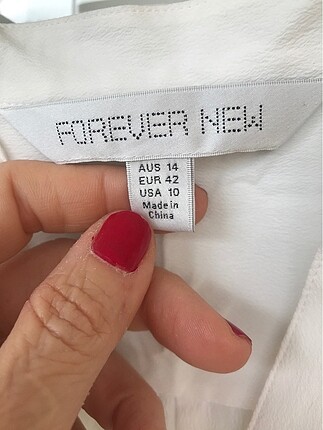 FOREVER NEW
AUS 14
EUR 42
USA 10
Made in
China